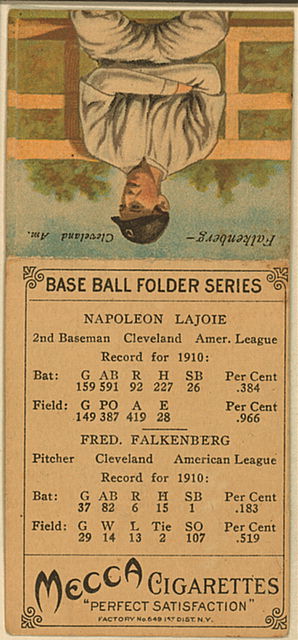 Falkenberg – Cleveland Am.
BASE BALL FOLDER SERIES
NAPOLEON LAJOIE
2nd Baseman Cleveland Amer. League
Record for 1910:
Bat: G AB R H SB Per Cent
159 591 92 227 26 .384
Field: G PO A E Per Cent
149 387 419 28 .966
FRED. FALKENBERG
Pitcher Cleveland American League
Record for 1910:
Bat: G AB R H SB Per Cent
37 82 6 15 1 .183
Field: G W L Tie SO Per Cent
29 14 13 2 107 .519
MECCA CIGARETTES
"PERFECT SATISFACTION"
FACTORY No. 649 1ST DIST. N.Y.